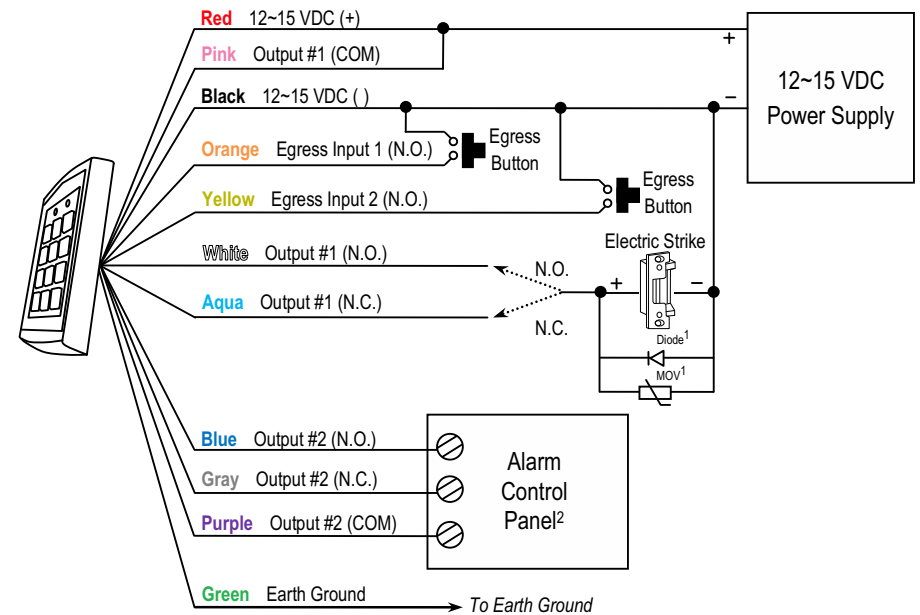 Red 12~15 VDC (+)
Pink Output #1 (COM)
Black 12~15 VDC ( )
Orange Egress Input 1 (N.O.)
Yellow Egress Input 2 (N.O.)
White Output #1 (N.O.)
Aqua Output #1 (N.C.)
Blue Output #2 (N.O.)
Gray Output #2 (N.C.)
Purple Output #2 (COM)
Green Earth Ground
To Earth Ground
+
–
12~15 VDC
Power Supply
Egress
Button
Egress
Button
Electric Strike
+ –
N.O.
N.C.
Diode1
MOV1
Alarm
Control
Panel2